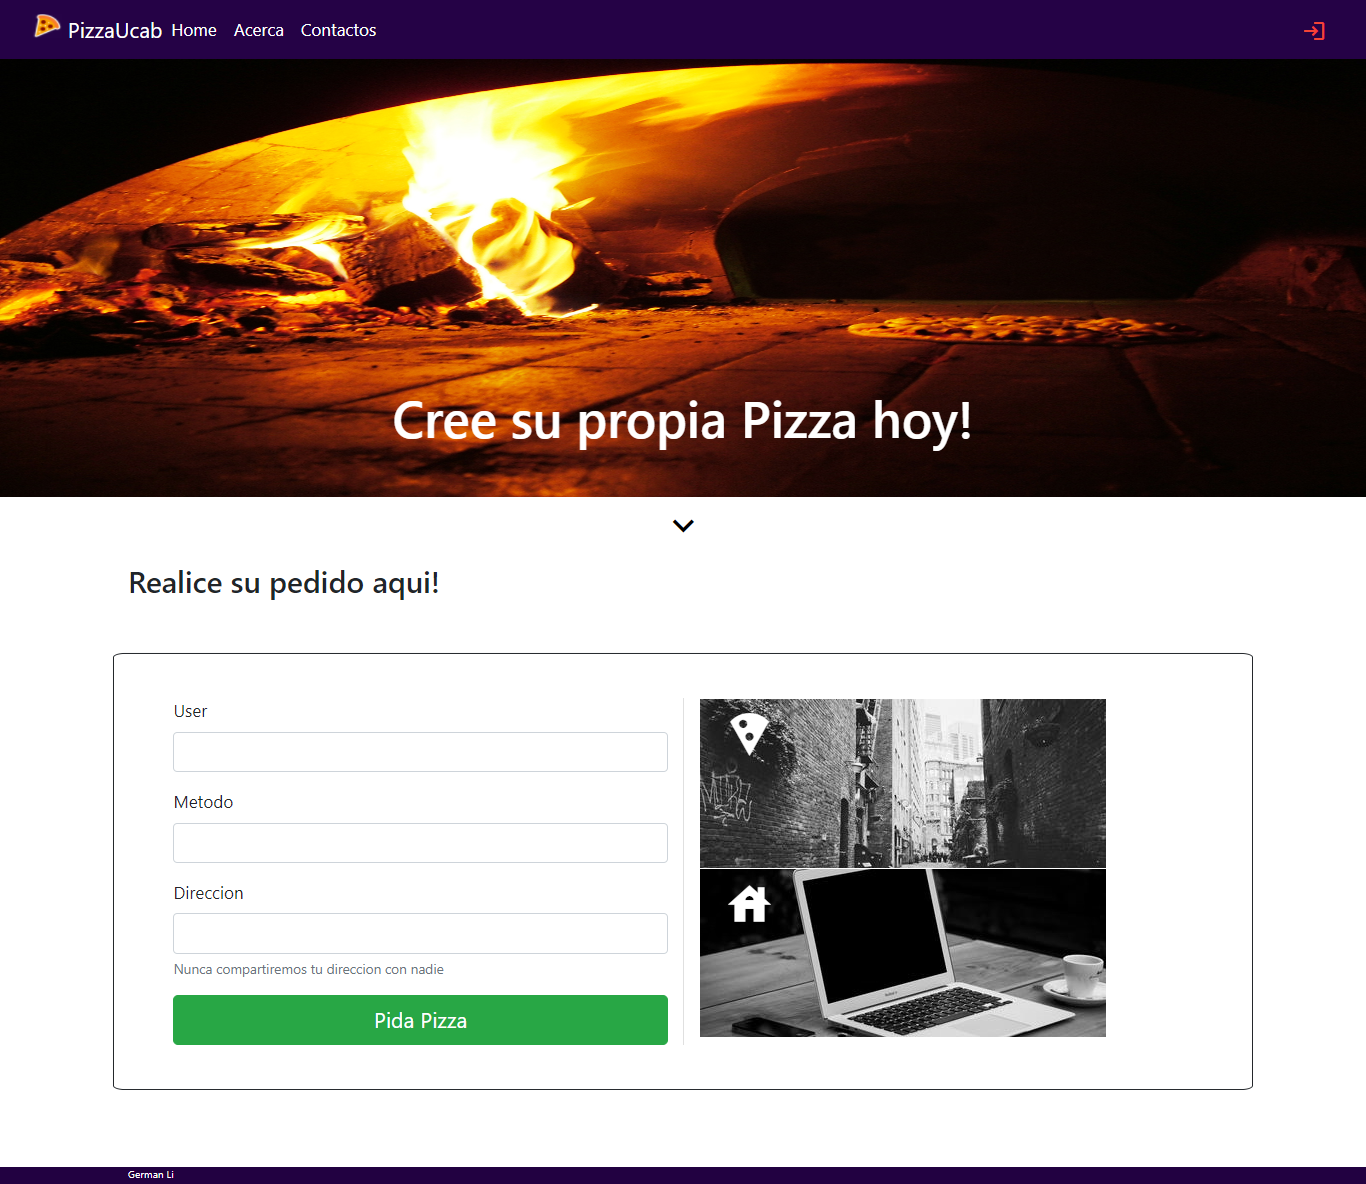 PizzaUcab Home Acerca Contactos
Cree su propia Pizza hoy!
Realice su pedido aqui!
User
Metodo
Direccion
Nunca compartiremos tu direccion con nadie
Pida Pizza
German Li